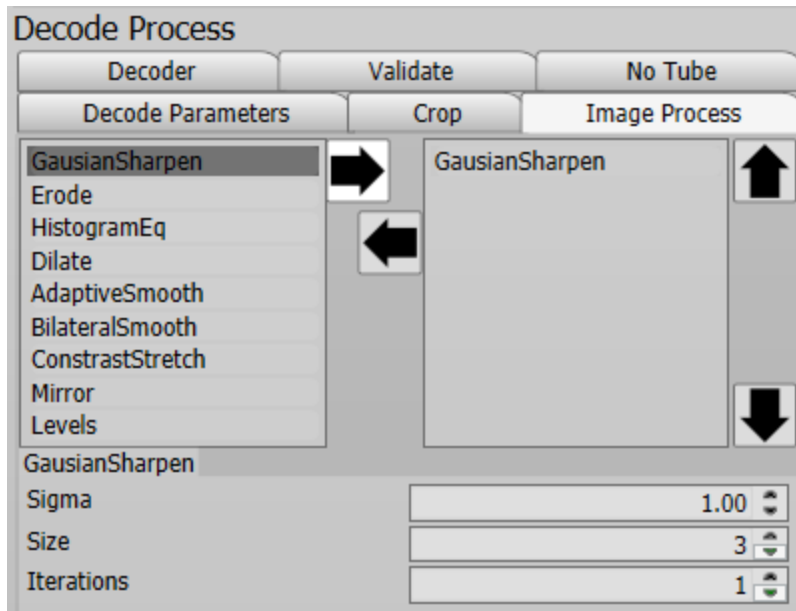 Decode Process
Decoder Validate No Tube
Decode Parameters Crop Image Process
GausianSharpen
Erode
HistogramEq
Dilate
AdaptiveSmooth
BilateralSmooth
ConstrastStretch
Mirror
Levels
GausianSharpen
GausianSharpen
Sigma 1.00
Size 3
Iterations 1